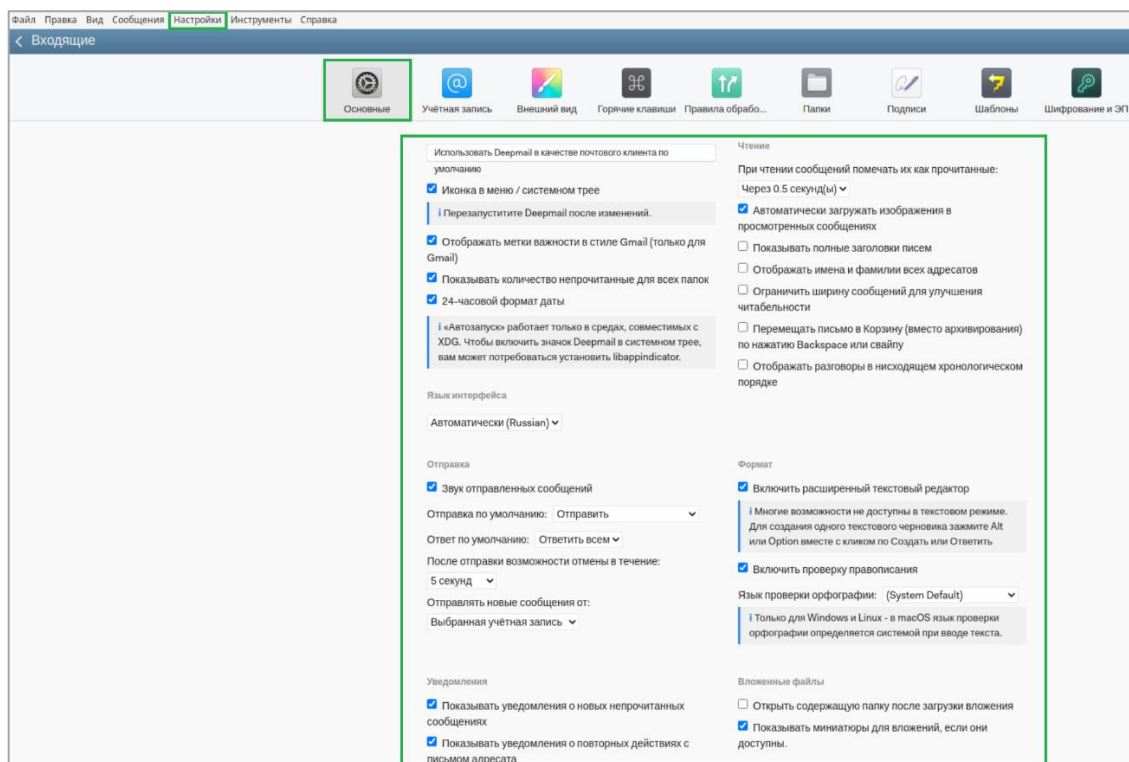 Файл Правка Вид Сообщения Настройки Инструменты Справка
Входящие
Основные
Учётная запись
Внешний вид
Горячие клавиши
Правила обрабо...
Папки
Подписи
Шаблоны
Шифрование и ЭП
Использовать Deepmail в качестве почтового клиента по
умолчанию
Иконка в меню / системном трее
i Перезапуститите Deepmail после изменений.
Отображать метки важности в стиле Gmail (только для
Gmail)
Показывать количество непрочитанные для всех папок
24-часовой формат даты
i «Автозапуск» работает только в средах, совместимых с
XDG. Чтобы включить значок Deepmail в системном трее,
вам может потребоваться установить libappindicator.
Язык интерфейса
Автоматически (Russian)
Чтение
При чтении сообщений помечать их как прочитанные:
Через 0.5 секунд(ы)
Автоматически загружать изображения в
просмотренных сообщениях
Показывать полные заголовки писем
Отображать имена и фамилии всех адресатов
Ограничить ширину сообщений для улучшения
читабельности
Перемещать письмо в Корзину (вместо архивирования)
по нажатию Backspace или свайпу
Отображать разговоры в нисходящем хронологическом
порядке
Отправка
Звук отправленных сообщений
Отправка по умолчанию: Отправить
Ответ по умолчанию: Ответить всем
После отправки возможности отмены в течение:
5 секунд
Отправлять новые сообщения от:
Выбранная учётная запись
Формат
Включить расширенный текстовый редактор
i Многие возможности не доступны в текстовом режиме.
Для создания одного текстового черновика зажмите Alt
или Option вместе с кликом по Создать или Ответить
Включить проверку правописания
Язык проверки орфографии: (System Default)
i Только для Windows и Linux - в macOS язык проверки
орфографии определяется системой при вводе текста.
Уведомления
Показывать уведомления о новых непрочитанных
сообщениях
Показывать уведомления о повторных действиях с
письмом адресата
Вложенные файлы
Открыть содержащую папку после загрузки вложения
Показывать миниатюры для вложений, если они
доступны.